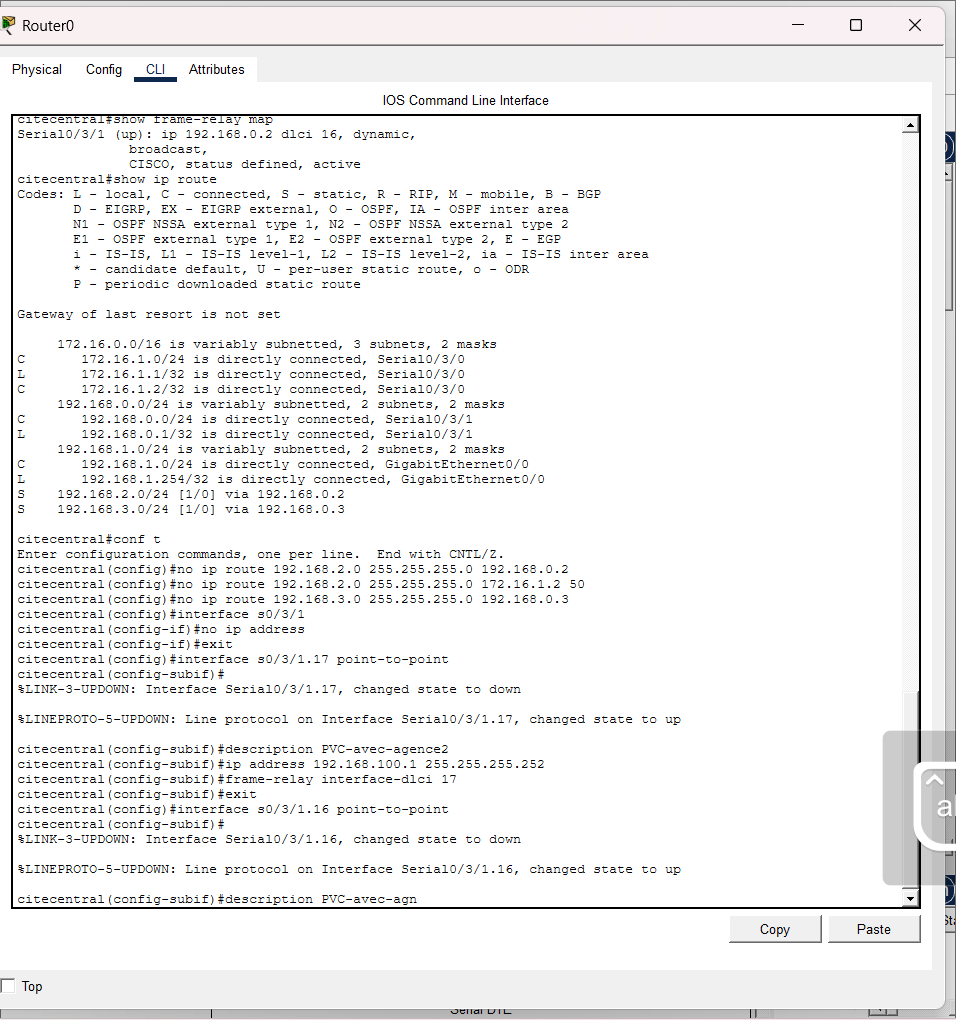 Router0
Physical Config CLI Attributes
IOS Command Line Interface
citecentral#show frame-relay map
Serial0/3/1 (up): ip 192.168.0.2 dlci 16, dynamic,
broadcast,
CISCO, status defined, active
citecentral#show ip route
Codes: L - local, C - connected, S - static, R - RIP, M - mobile, B - BGP
D - EIGRP, EX - EIGRP external, O - OSPF, IA - OSPF inter area
N1 - OSPF NSSA external type 1, N2 - OSPF NSSA external type 2
E1 - OSPF external type 1, E2 - OSPF external type 2, E - EGP
i - IS-IS, L1 - IS-IS level-1, L2 - IS-IS level-2, ia - IS-IS inter area
* - candidate default, U - per-user static route, o - ODR
P - periodic downloaded static route
Gateway of last resort is not set
172.16.0.0/16 is variably subnetted, 3 subnets, 2 masks
C 172.16.1.0/24 is directly connected, Serial0/3/0
L 172.16.1.1/32 is directly connected, Serial0/3/0
C 172.16.1.2/32 is directly connected, Serial0/3/0
192.168.0.0/24 is variably subnetted, 2 subnets, 2 masks
C 192.168.0.0/24 is directly connected, Serial0/3/1
L 192.168.0.1/32 is directly connected, Serial0/3/1
192.168.1.0/24 is variably subnetted, 2 subnets, 2 masks
C 192.168.1.0/24 is directly connected, GigabitEthernet0/0
L 192.168.1.254/32 is directly connected, GigabitEthernet0/0
S 192.168.2.0/24 [1/0] via 192.168.0.2
S 192.168.3.0/24 [1/0] via 192.168.0.3
citecentral#conf t
Enter configuration commands, one per line. End with CNTL/Z.
citecentral(config)#no ip route 192.168.2.0 255.255.255.0 192.168.0.2
citecentral(config)#no ip route 192.168.2.0 255.255.255.0 172.16.1.2 50
citecentral(config)#no ip route 192.168.3.0 255.255.255.0 192.168.0.3
citecentral(config)#interface s0/3/1
citecentral(config-if)#no ip address
citecentral(config-if)#exit
citecentral(config)#interface s0/3/1.17 point-to-point
citecentral(config-subif)#
%LINK-3-UPDOWN: Interface Serial0/3/1.17, changed state to down
%LINEPROTO-5-UPDOWN: Line protocol on Interface Serial0/3/1.17, changed state to up
citecentral(config-subif)#description PVC-avec-agence2
citecentral(config-subif)#ip address 192.168.100.1 255.255.255.252
citecentral(config-subif)#frame-relay interface-dlci 17
citecentral(config-subif)#exit
citecentral(config)#interface s0/3/1.16 point-to-point
citecentral(config-subif)#
%LINK-3-UPDOWN: Interface Serial0/3/1.16, changed state to down
%LINEPROTO-5-UPDOWN: Line protocol on Interface Serial0/3/1.16, changed state to up
citecentral(config-subif)#description PVC-avec-agn
Copy Paste
Top
Serial DTE